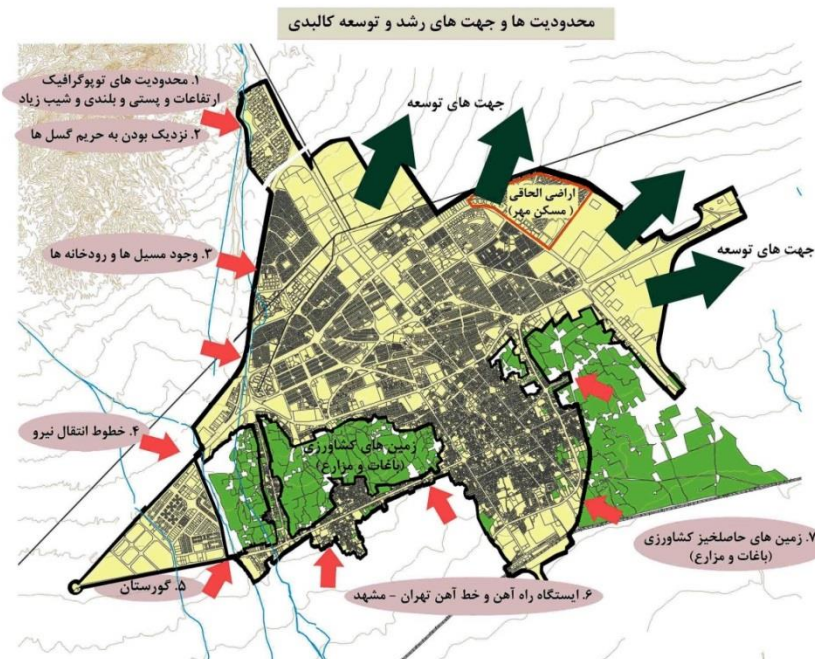 محدودیت ها و جهت های رشد و توسعه کالبدی
۱. محدودیت های توپوگرافیک
ارتفاعات و پستی و بلندی و شیب زیاد
۲. نزدیک بودن به حریم گسل ها
جهت های توسعه
اراضی الحاقی
(مسکن مهر)
۳. وجود مسیل ها و رودخانه ها
جهت های توسعه
۴. خطوط انتقال نیرو
زمین های کشاورزی
(باغات و مزارع)
۷. زمین های حاصلخیز کشاورزی
(باغات و مزارع)
۵. گورستان
۶. ایستگاه راه آهن و خط آهن تهران - مشهد